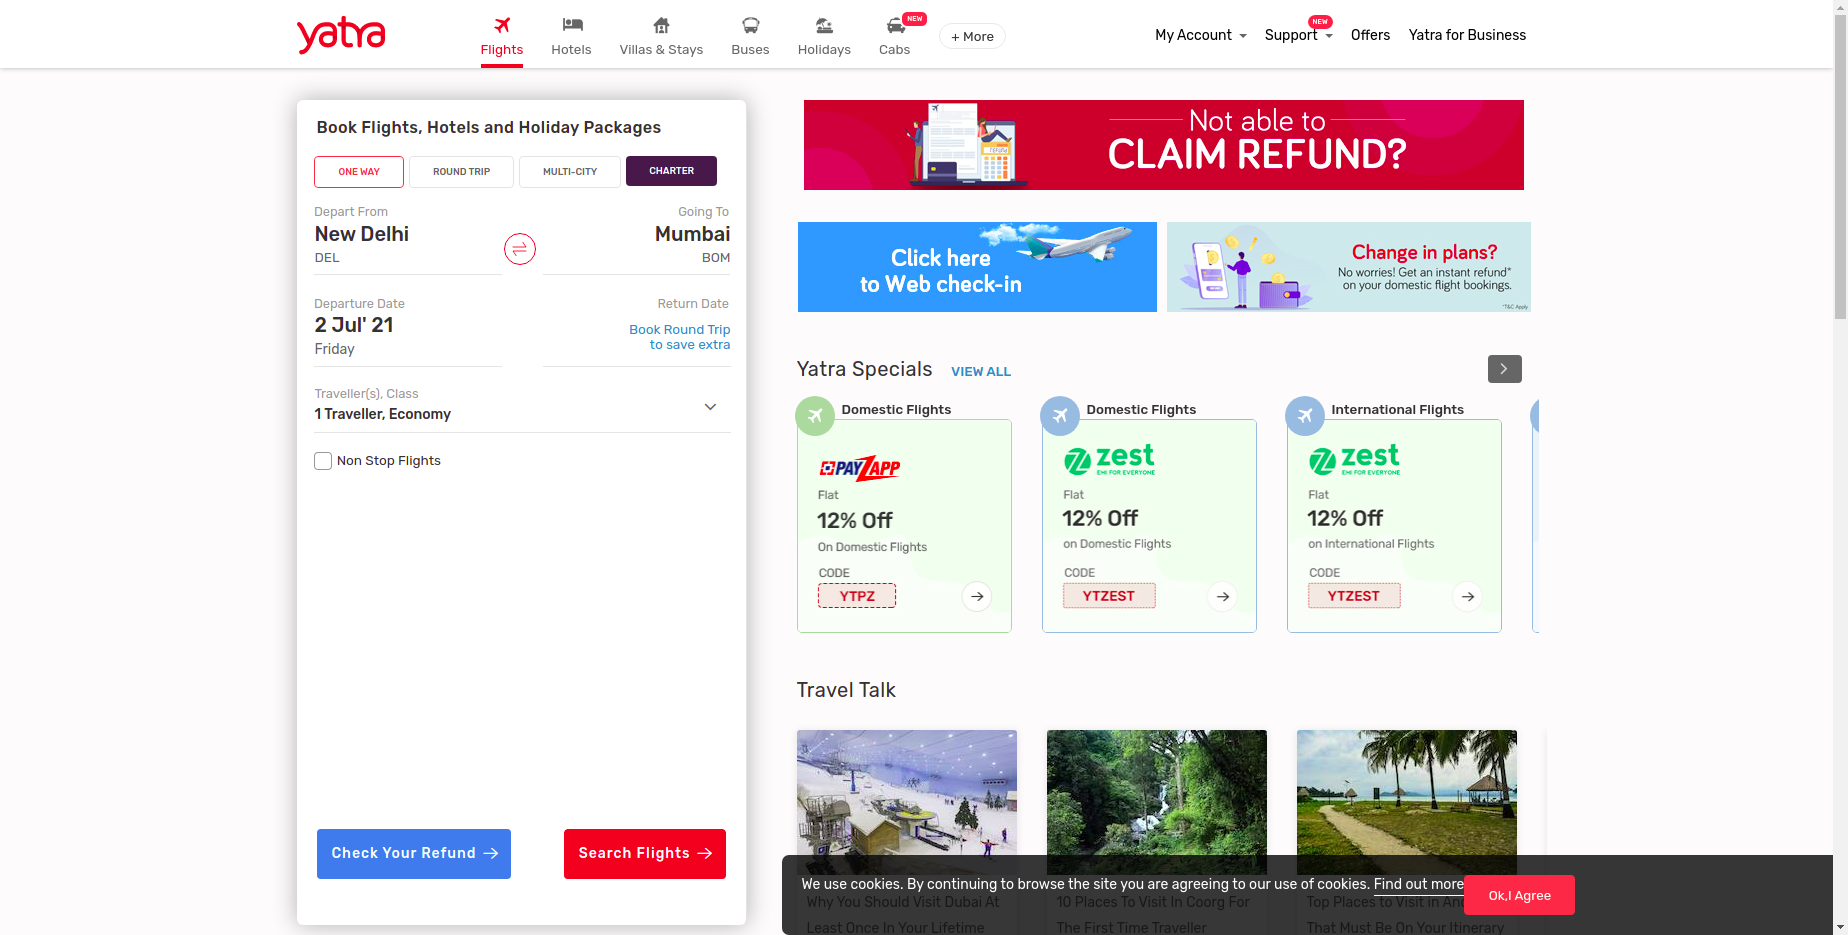 yatra
Flights
Hotels
Villas & Stays
Buses
Holidays
Cabs
NEW
+ More
My Account
Support
NEW
Offers
Yatra for Business
Book Flights, Hotels and Holiday Packages
ONE WAY
ROUND TRIP
MULTI-CITY
CHARTER
Depart From
New Delhi
DEL
Going To
Mumbai
BOM
Departure Date
2 Jul' 21
Friday
Return Date
Book Round Trip
to save extra
Traveller(s), Class
1 Traveller, Economy
Non Stop Flights
Check Your Refund
Search Flights
Not able to
CLAIM REFUND?
refund
Click here
to Web check-in
Change in plans?
No worries! Get an instant refund*
on your domestic flight bookings.
*T&C Apply
Yatra Specials
VIEW ALL
Domestic Flights
PAYZAPP
Flat
12% Off
On Domestic Flights
CODE
YTPZ
Domestic Flights
zest
EMI FOR EVERYONE
Flat
12% Off
on Domestic Flights
CODE
YTZEST
International Flights
zest
EMI FOR EVERYONE
Flat
12% Off
on International Flights
CODE
YTZEST
Travel Talk
We use cookies. By continuing to browse the site you are agreeing to our use of cookies. Find out more
Ok,I Agree
Why You Should Visit Dubai At
Least Once In Your Lifetime
10 Places To Visit In Coorg For
The First Time Traveller
Top Places to Visit in
That Must Be On Your Itinerary